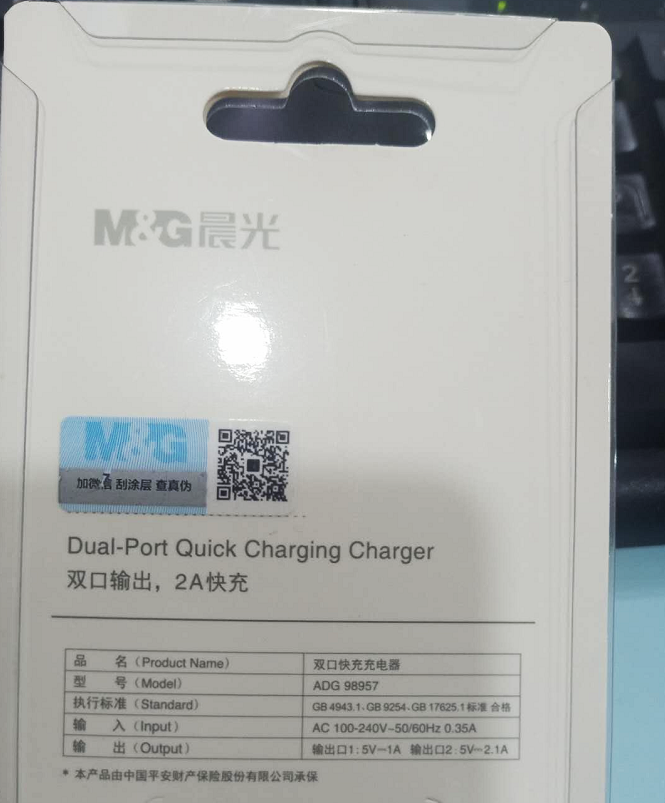 M&G晨光
M&G
加微信 刮涂层 查真伪
Dual-Port Quick Charging Charger
双口输出，2A快充
品 名（Product Name） 双口快充充电器
型 号（Model） ADG 98957
执行标准（Standard） GB 4943.1、GB 9254、GB 17625.1 标准 合格
输 入（Input） AC 100-240V~50/60Hz 0.35A
输 出（Output） 输出口1：5V⎓1A 输出口2：5V⎓2.1A
* 本产品由中国平安财产保险股份有限公司承保
2